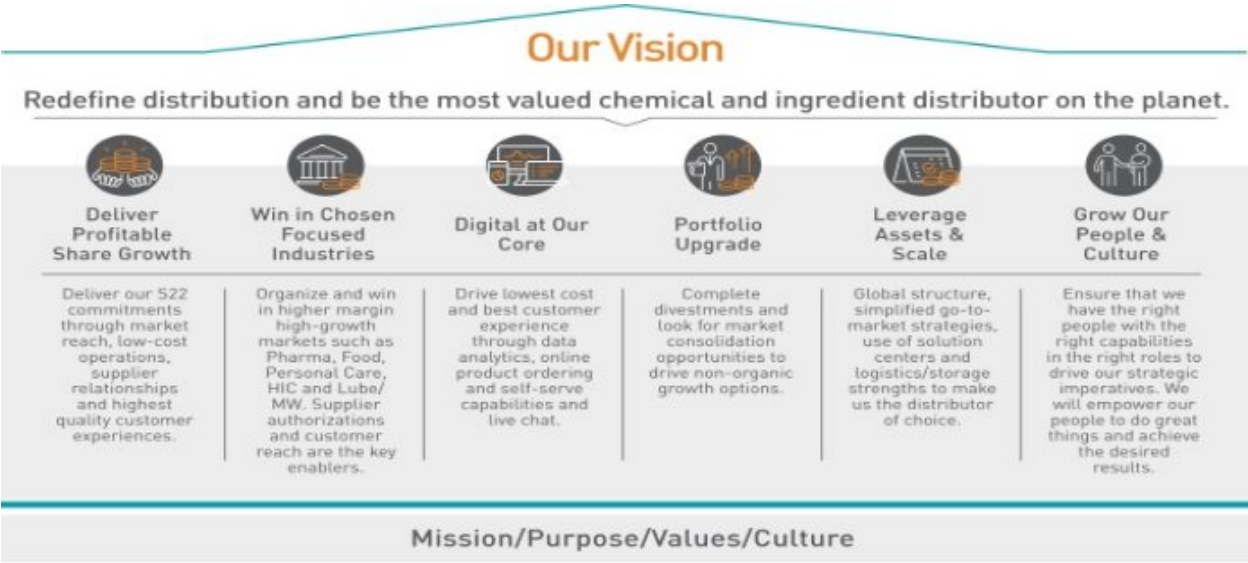 Our Vision
Redefine distribution and be the most valued chemical and ingredient distributor on the planet.
Deliver
Profitable
Share Growth
Deliver our S22
commitments
through market
reach, low-cost
operations,
supplier
relationships
and highest
quality customer
experiences.
Win in Chosen
Focused
Industries
Organize and win
in higher margin
high-growth
markets such as
Pharma, Food,
Personal Care,
HIC and Lube/
MW. Supplier
authorizations
and customer
reach are the key
enablers.
Digital at Our
Core
Drive lowest cost
and best customer
experience
through data
analytics, online
product ordering
and self-serve
capabilities and
live chat.
Portfolio
Upgrade
Complete
divestments and
look for market
consolidation
opportunities to
drive non-organic
growth options.
Leverage
Assets &
Scale
Global structure,
simplified go-to-
market strategies,
use of solution
centers and
logistics/storage
strengths to make
us the distributor
of choice.
Grow Our
People &
Culture
Ensure that we
have the right
people with the
right capabilities
in the right roles to
drive our strategic
imperatives. We
will empower our
people to do great
things and achieve
the desired
results.
Mission/Purpose/Values/Culture